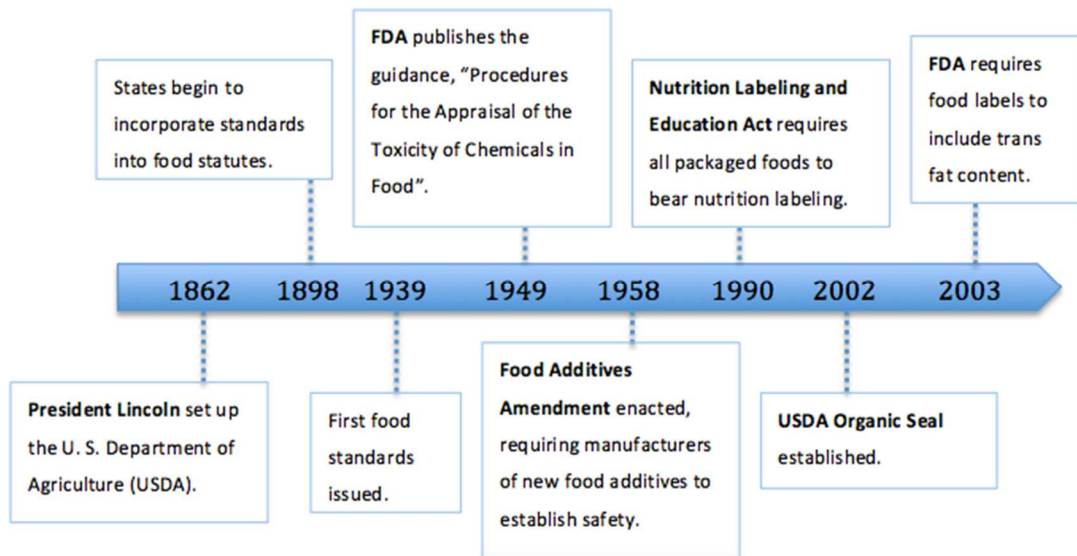 States begin to
incorporate standards
into food statutes.
FDA publishes the
guidance, “Procedures
for the Appraisal of the
Toxicity of Chemicals in
Food”.
Nutrition Labeling and
Education Act requires
all packaged foods to
bear nutrition labeling.
FDA requires
food labels to
include trans
fat content.
1862 1898 1939 1949 1958 1990 2002 2003
President Lincoln set up
the U. S. Department of
Agriculture (USDA).
First food
standards
issued.
Food Additives
Amendment enacted,
requiring manufacturers
of new food additives to
establish safety.
USDA Organic Seal
established.